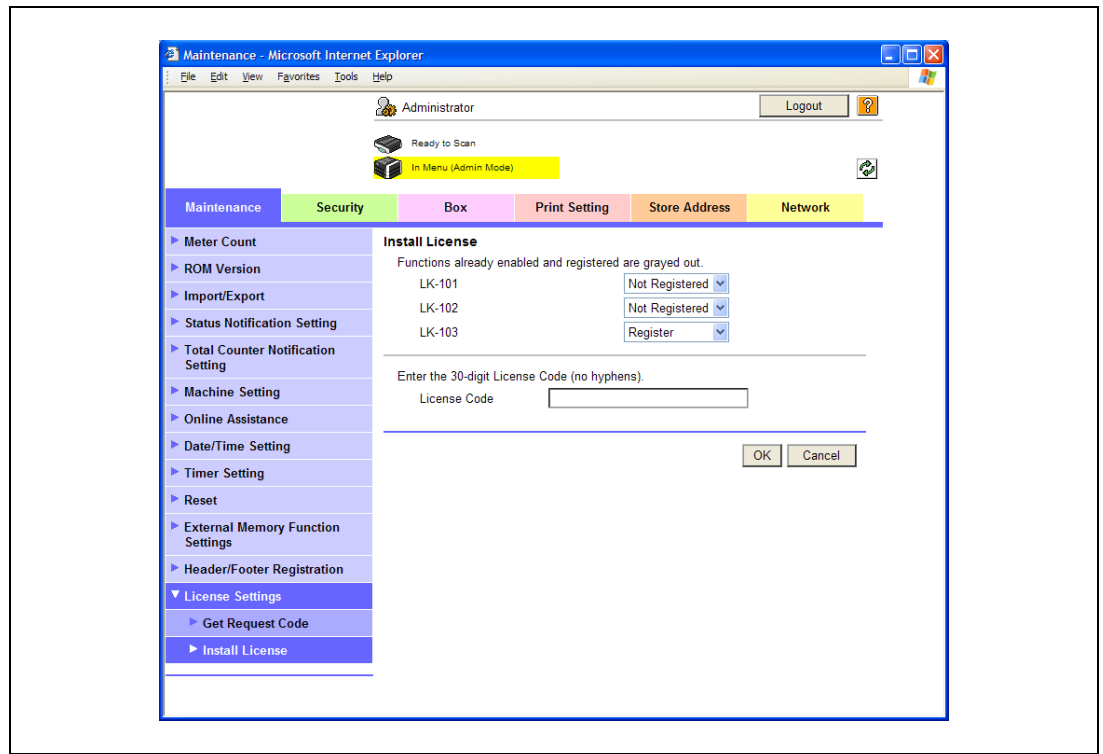 Maintenance - Microsoft Internet Explorer
File Edit View Favorites Tools Help
Administrator
Logout
?
Ready to Scan
In Menu (Admin Mode)
Maintenance Security Box Print Setting Store Address Network
Meter Count
ROM Version
Import/Export
Status Notification Setting
Total Counter Notification
Setting
Machine Setting
Online Assistance
Date/Time Setting
Timer Setting
Reset
External Memory Function
Settings
Header/Footer Registration
License Settings
Get Request Code
Install License
Install License
Functions already enabled and registered are grayed out.
LK-101 Not Registered
LK-102 Not Registered
LK-103 Register
Enter the 30-digit License Code (no hyphens).
License Code
OK Cancel